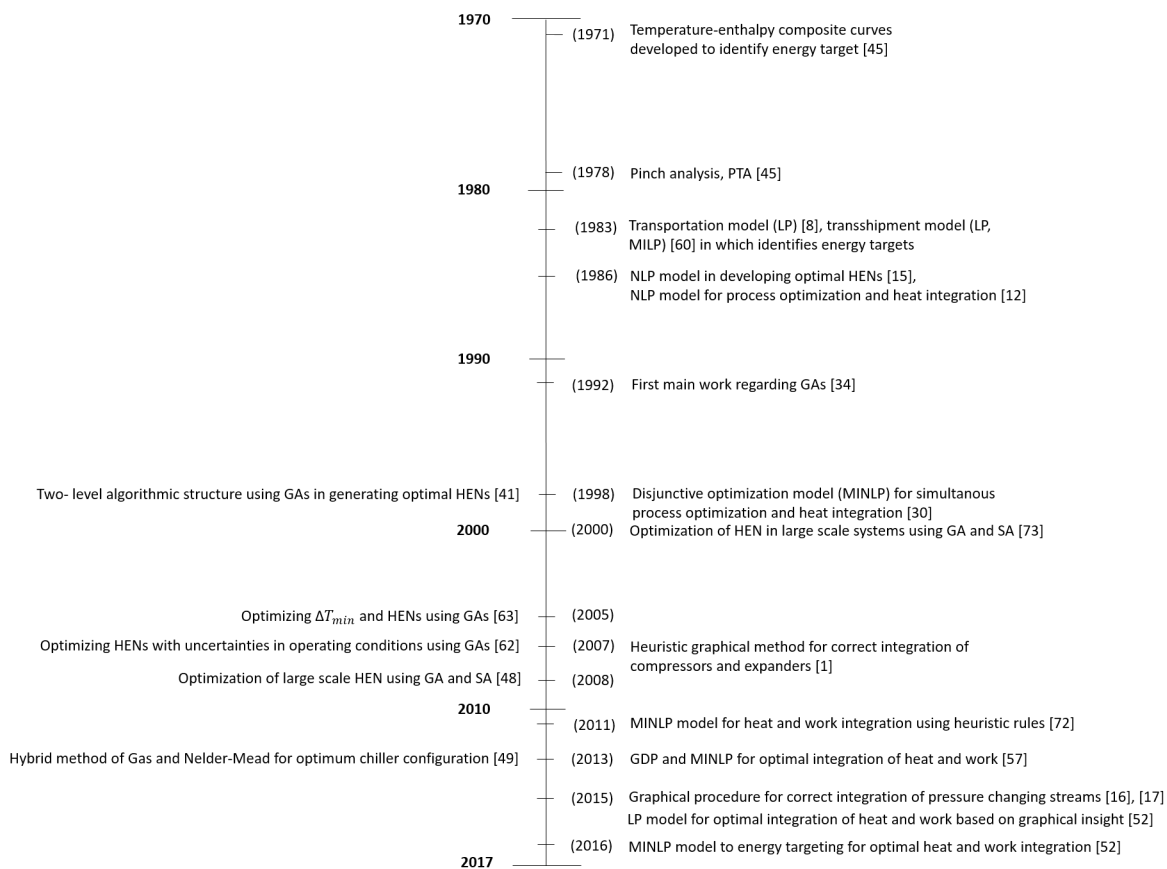 1970
(1971) Temperature-enthalpy composite curves
developed to identify energy target [45]
(1978) Pinch analysis, PTA [45]
1980
(1983) Transportation model (LP) [8], transshipment model (LP,
MILP) [60] in which identifies energy targets
(1986) NLP model in developing optimal HENs [15],
NLP model for process optimization and heat integration [12]
1990
(1992) First main work regarding GAs [34]
Two- level algorithmic structure using GAs in generating optimal HENs [41] (1998) Disjunctive optimization model (MINLP) for simultanous
process optimization and heat integration [30]
2000 (2000) Optimization of HEN in large scale systems using GA and SA [73]
Optimizing ΔT_min and HENs using GAs [63] (2005)
Optimizing HENs with uncertainties in operating conditions using GAs [62] (2007) Heuristic graphical method for correct integration of
compressors and expanders [1]
Optimization of large scale HEN using GA and SA [48] (2008)
2010
(2011) MINLP model for heat and work integration using heuristic rules [72]
Hybrid method of Gas and Nelder-Mead for optimum chiller configuration [49] (2013) GDP and MINLP for optimal integration of heat and work [57]
(2015) Graphical procedure for correct integration of pressure changing streams [16], [17]
LP model for optimal integration of heat and work based on graphical insight [52]
(2016) MINLP model to energy targeting for optimal heat and work integration [52]
2017